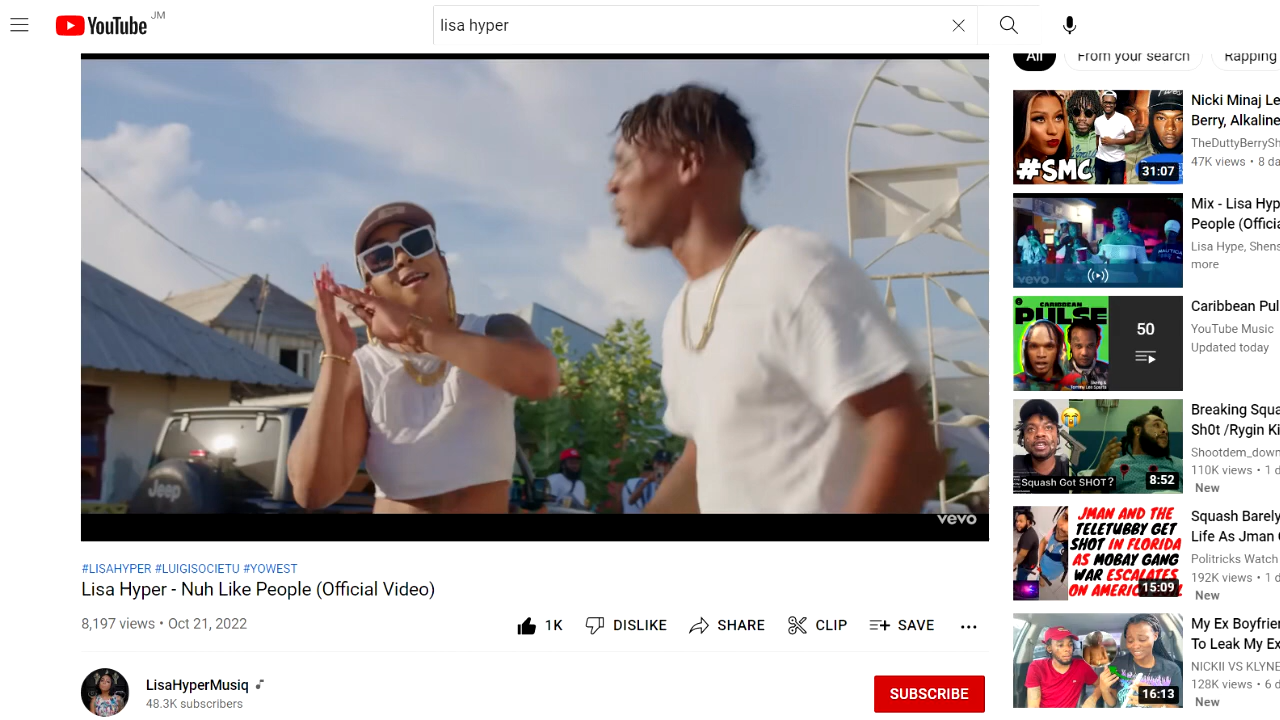 YouTube JM
lisa hyper
All
From your search
Rapping
Jeep
vevo
#LISAHYPER #LUIGISOCIETU #YOWEST
Lisa Hyper - Nuh Like People (Official Video)
8,197 views • Oct 21, 2022
1K
DISLIKE
SHARE
CLIP
SAVE
LisaHyperMusiq
48.3K subscribers
SUBSCRIBE
#SMC
31:07
Nicki Minaj Le
Berry, Alkaline
TheDuttyBerrySh
47K views • 8 da
vevo
Mix - Lisa Hyp
People (Officia
Lisa Hype, Shens
more
CARIBBEAN
PULSE
50
Caribbean Pul
YouTube Music
Updated today
Squash Got SHOT?
8:52
Breaking Squa
Sh0t /Rygin Ki
Shootdem_down
110K views • 1 d
New
JMAN AND THE
TELETUBBY GET
SHOT IN FLORIDA
AS MOBAY GANG
WAR ESCALATES
ON AMERIC
15:09
Squash Barely
Life As Jman G
Politricks Watch
192K views • 1 d
New
16:13
My Ex Boyfrien
To Leak My Ex
NICKII VS KLYNE
128K views • 6 d
New